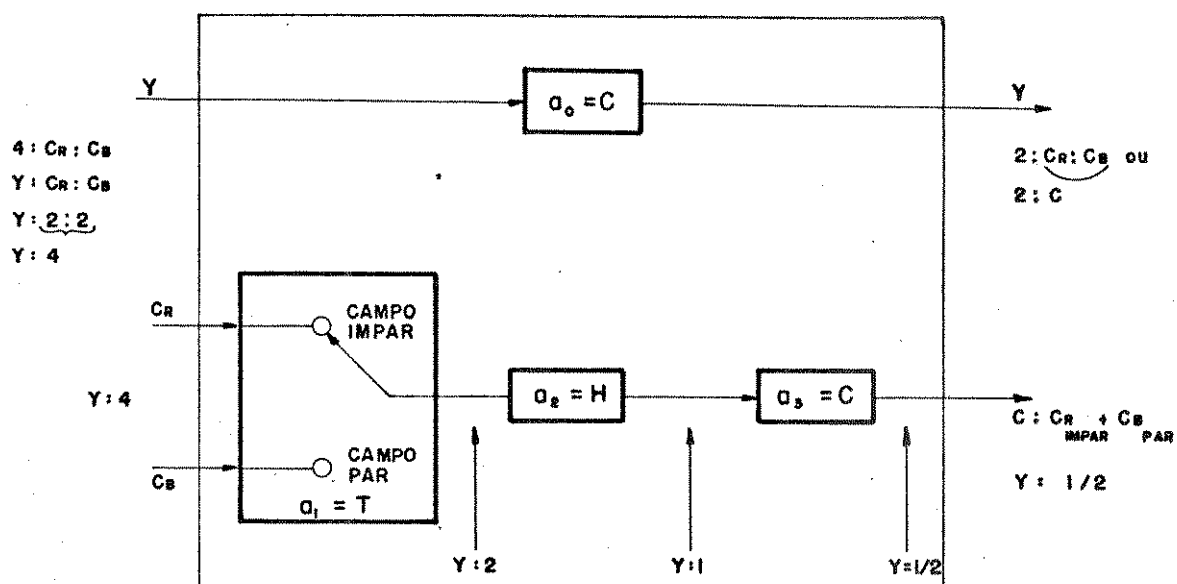 Y
a₀ = C
Y
4 : CR : CB
Y : CR : CB
Y : 2 : 2
Y : 4
2 : CR : CB ou
2 : C
CR
CAMPO
IMPAR
Y : 4
a₂ = H
a₃ = C
C : CR IMPAR + CB PAR
CB
CAMPO
PAR
a₁ = T
Y : 1/2
Y : 2
Y : 1
Y=1/2